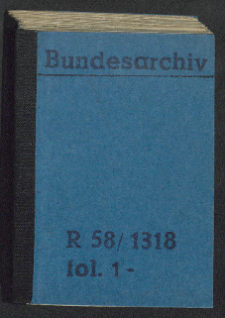 Bundesarchiv
R 58/1318
fol. 1-